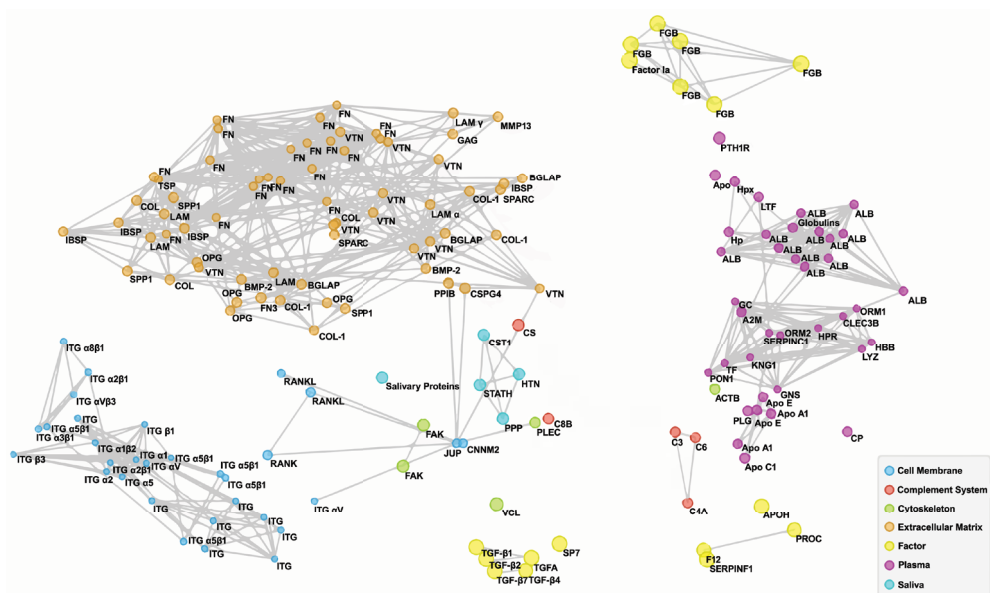 FGB
FGB
FGB
Factor Ia
FGB
FGB
FGB
FN
FN
FN
FN
LAM γ
MMP13
FN
VTN
FN
GAG
FN
FN
FN
VTN
FN
FN
VTN
FN
TSP
FN
FN
FN
BGLAP
IBSP
COL
SPP1
VTN
COL-1
SPARC
LAM
FN
FN
COL
VTN
LAM α
IBSP
IBSP
LAM
FN
IBSP
VTN
SPARC
BGLAP
COL-1
VTN
VTN
OPG
VTN
SPP1
COL
BMP-2
LAM
BGLAP
BMP-2
PPIB
CSPG4
VTN
OPG
OPG
FN3
COL-1
OPG
SPP1
COL-1
PTH1R
Apo
Hpx
LTF
ALB
ALB
Globulins
Hp
ALB
ALB
ALB
ALB
ALB
ALB
ALB
ALB
ALB
GC
ORM1
A2M
CLEC3B
ORM2
SERPINC1
HPR
HBB
LYZ
TF
KNG1
PON1
GNS
ACTB
Apo E
PLG
Apo E
Apo A1
CP
Apo A1
Apo C1
CS
CST1
HTN
STATH
Salivary Proteins
PPP
PLEC
C8B
C3
C6
C4A
RANKL
RANKL
RANK
FAK
FAK
JUP
CNNM2
VCL
ITG αV
ITG α8β1
ITG α2β1
ITG αVβ3
ITG
ITG α5β1
ITG α3β1
ITG β1
ITG β3
ITG α1β2
ITG α1
ITG α2β1
ITG αV
ITG α5β1
ITG α2
ITG α5
ITG α5β1
ITG α5β1
ITG
ITG
ITG
ITG
ITG α5β1
ITG
ITG
TGF-β1
TGF-β2
TGFA
TGF-β7
TGF-β4
SP7
APOH
PROC
F12
SERPINF1
Cell Membrane
Complement System
Cytoskeleton
Extracellular Matrix
Factor
Plasma
Saliva